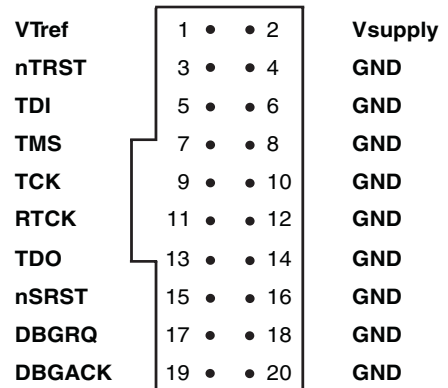 VTref 1 2 Vsupply
nTRST 3 4 GND
TDI 5 6 GND
TMS 7 8 GND
TCK 9 10 GND
RTCK 11 12 GND
TDO 13 14 GND
nSRST 15 16 GND
DBGRQ 17 18 GND
DBGACK 19 20 GND